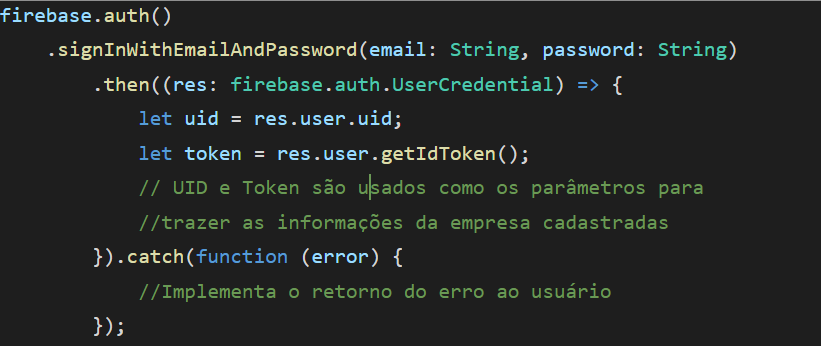 firebase.auth()
.signInWithEmailAndPassword(email: String, password: String)
.then((res: firebase.auth.UserCredential) => {
let uid = res.user.uid;
let token = res.user.getIdToken();
// UID e Token são usados como os parâmetros para
//trazer as informações da empresa cadastradas
}).catch(function (error) {
//Implementa o retorno do erro ao usuário
});